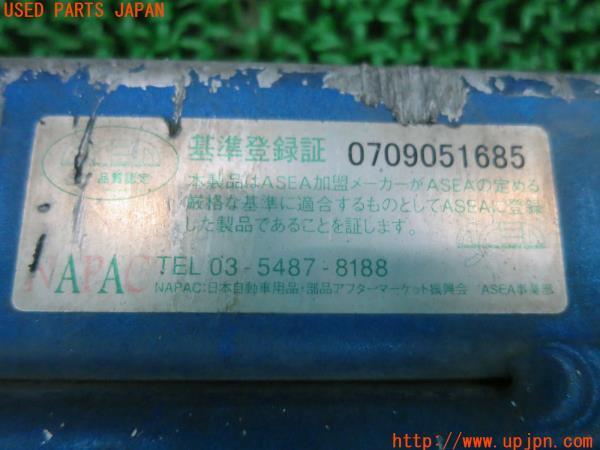 USED PARTS JAPAN
ASEA
品質認定
基準登録証 0709051685
本製品はASEA加盟メーカーがASEAの定める
厳格な基準に適合するものとしてASEAに登録
した製品であることを証します。
NAPAC
TEL 03-5487-8188
NAPAC:日本自動車用品・部品アフターマーケット振興会 ASEA事業部
http://www.upjpn.com/